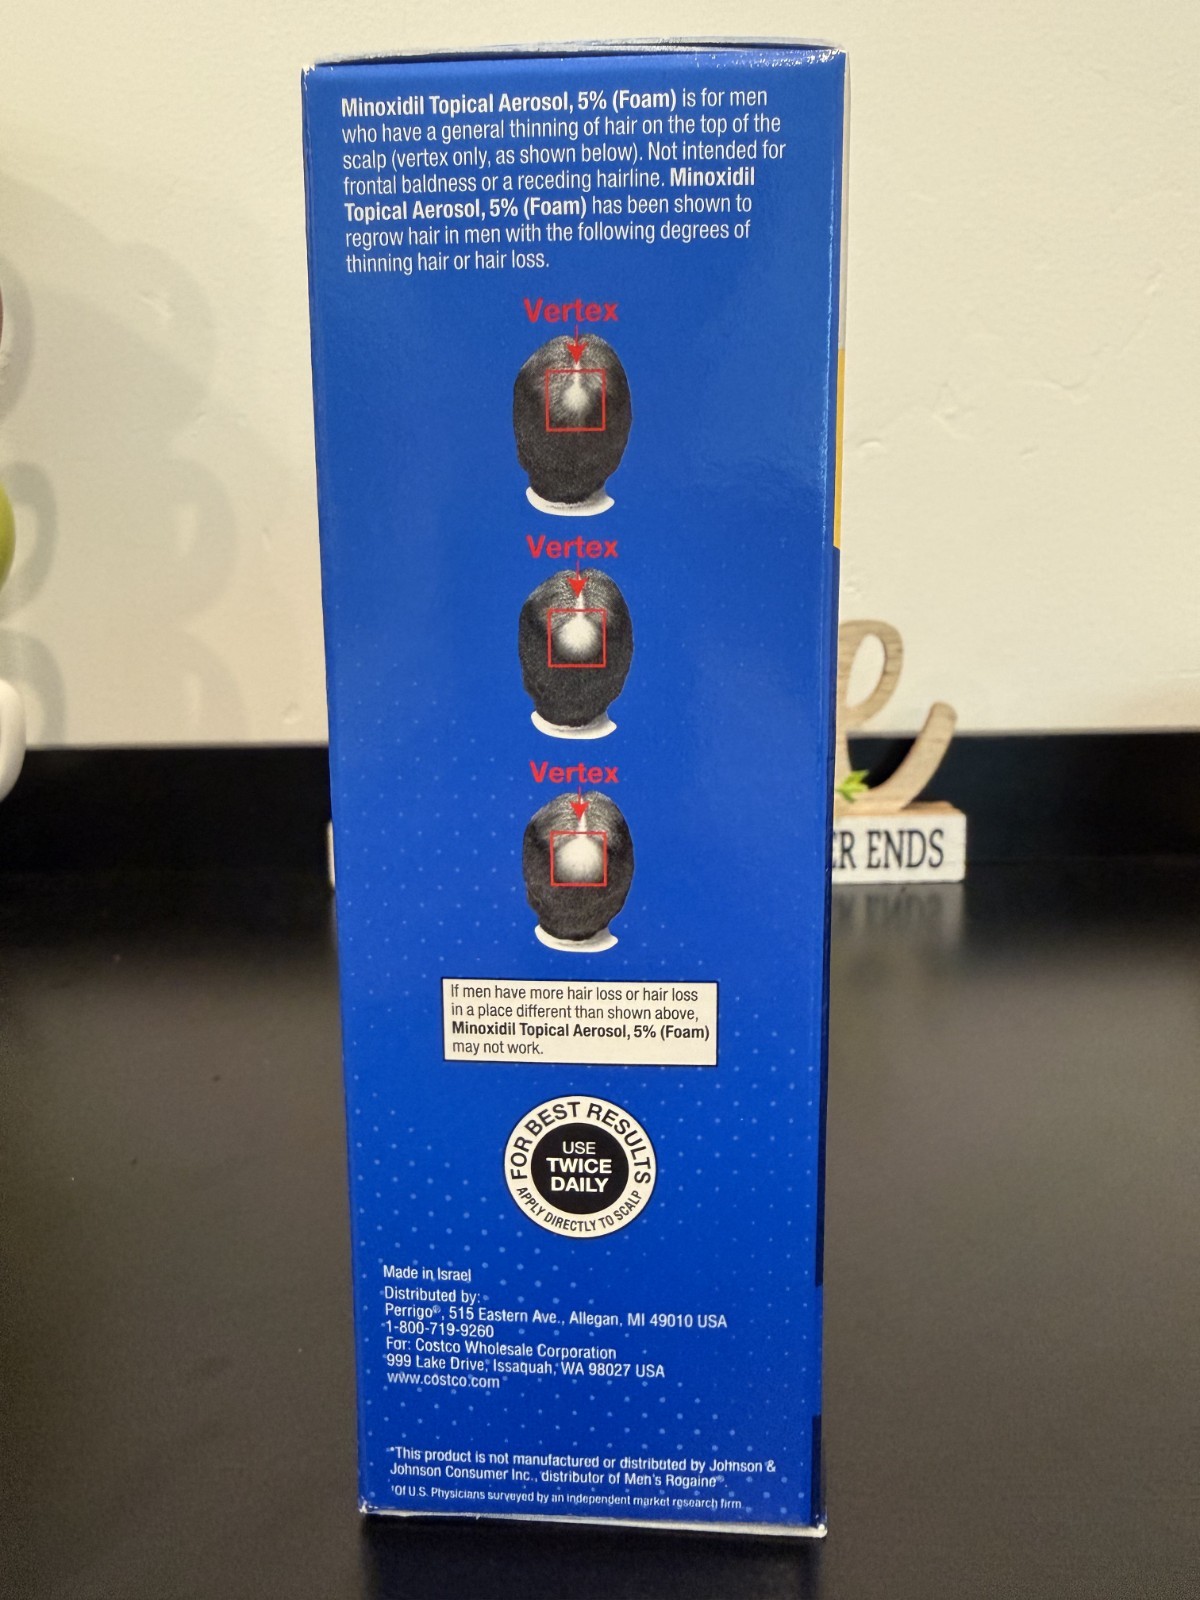 Minoxidil Topical Aerosol, 5% (Foam) is for men
who have a general thinning of hair on the top of the
scalp (vertex only, as shown below). Not intended for
frontal baldness or a receding hairline. Minoxidil
Topical Aerosol, 5% (Foam) has been shown to
regrow hair in men with the following degrees of
thinning hair or hair loss.
Vertex
Vertex
Vertex
If men have more hair loss or hair loss
in a place different than shown above,
Minoxidil Topical Aerosol, 5% (Foam)
may not work.
FOR BEST RESULTS
USE
TWICE
DAILY
APPLY DIRECTLY TO SCALP
Made in Israel
Distributed by:
Perrigo®, 515 Eastern Ave., Allegan, MI 49010 USA
1-800-719-9260
For: Costco Wholesale Corporation
999 Lake Drive, Issaquah, WA 98027 USA
www.costco.com
*This product is not manufactured or distributed by Johnson &
Johnson Consumer Inc., distributor of Men's Rogaine®.
†Of U.S. Physicians surveyed by an independent market research firm
ER ENDS